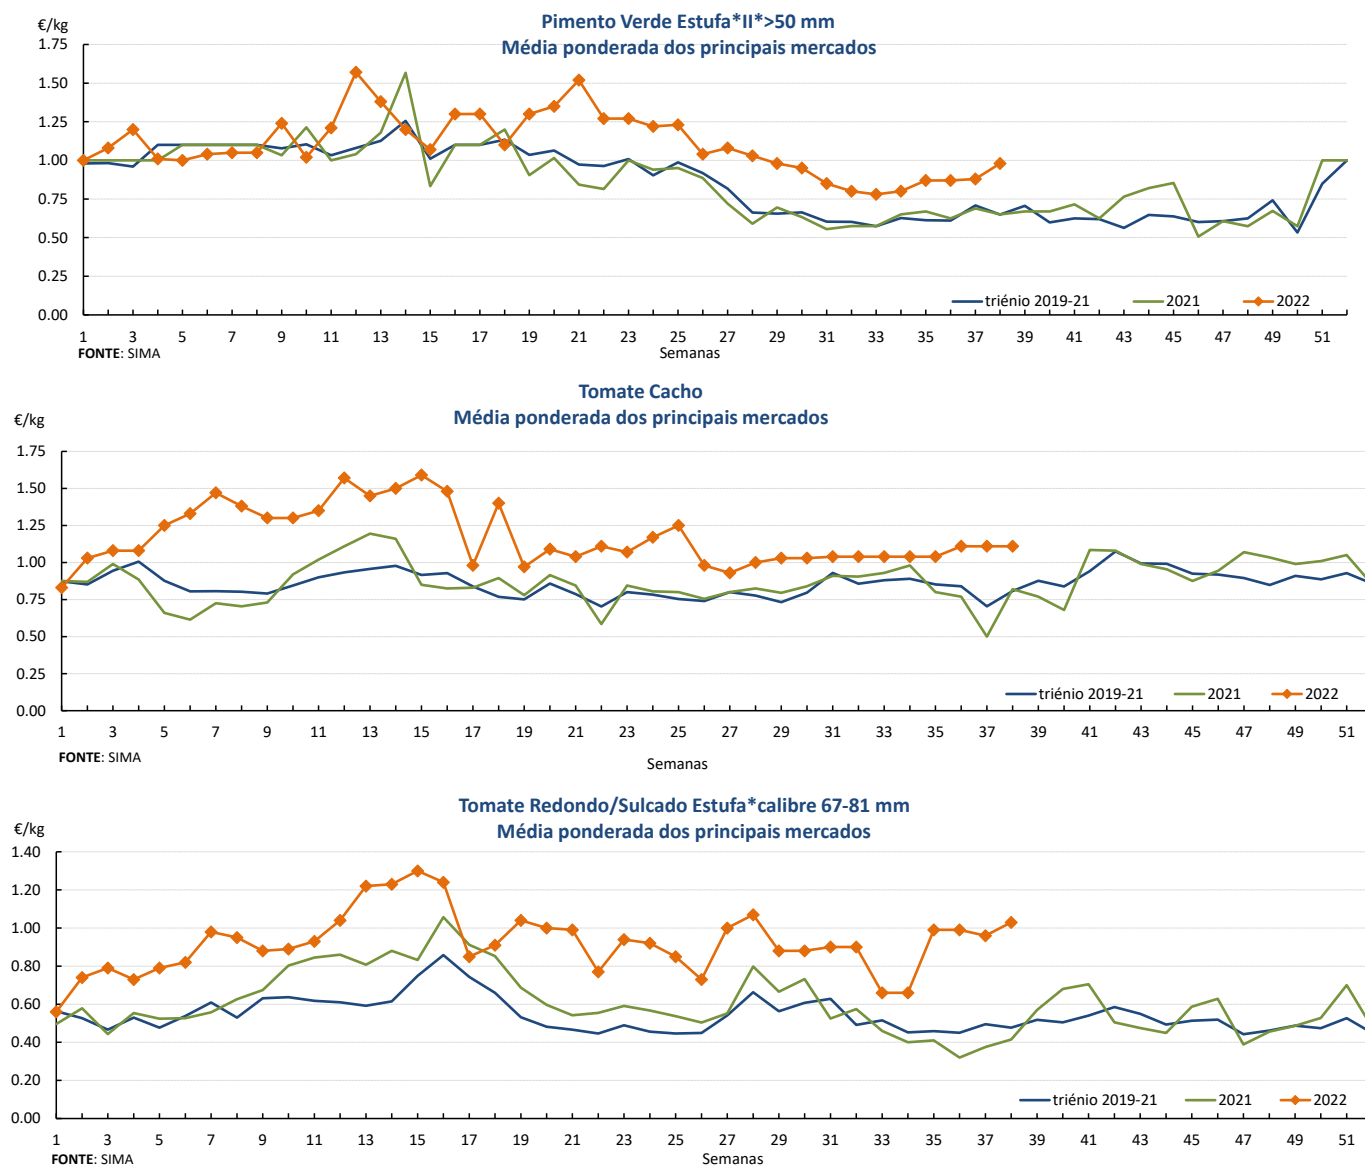 Pimento Verde Estufa*II*>50 mm
Média ponderada dos principais mercados
€/kg
1.75
1.50
1.25
1.00
0.75
0.50
0.25
0.00
triénio 2019-21 2021 2022
1 3 5 7 9 11 13 15 17 19 21 23 25 27 29 31 33 35 37 39 41 43 45 47 49 51
FONTE: SIMA
Semanas
Tomate Cacho
Média ponderada dos principais mercados
€/kg
1.75
1.50
1.25
1.00
0.75
0.50
0.25
0.00
triénio 2019-21 2021 2022
1 3 5 7 9 11 13 15 17 19 21 23 25 27 29 31 33 35 37 39 41 43 45 47 49 51
FONTE: SIMA
Semanas
Tomate Redondo/Sulcado Estufa*calibre 67-81 mm
Média ponderada dos principais mercados
€/kg
1.40
1.20
1.00
0.80
0.60
0.40
0.20
0.00
triénio 2019-21 2021 2022
1 3 5 7 9 11 13 15 17 19 21 23 25 27 29 31 33 35 37 39 41 43 45 47 49 51
FONTE: SIMA
Semanas